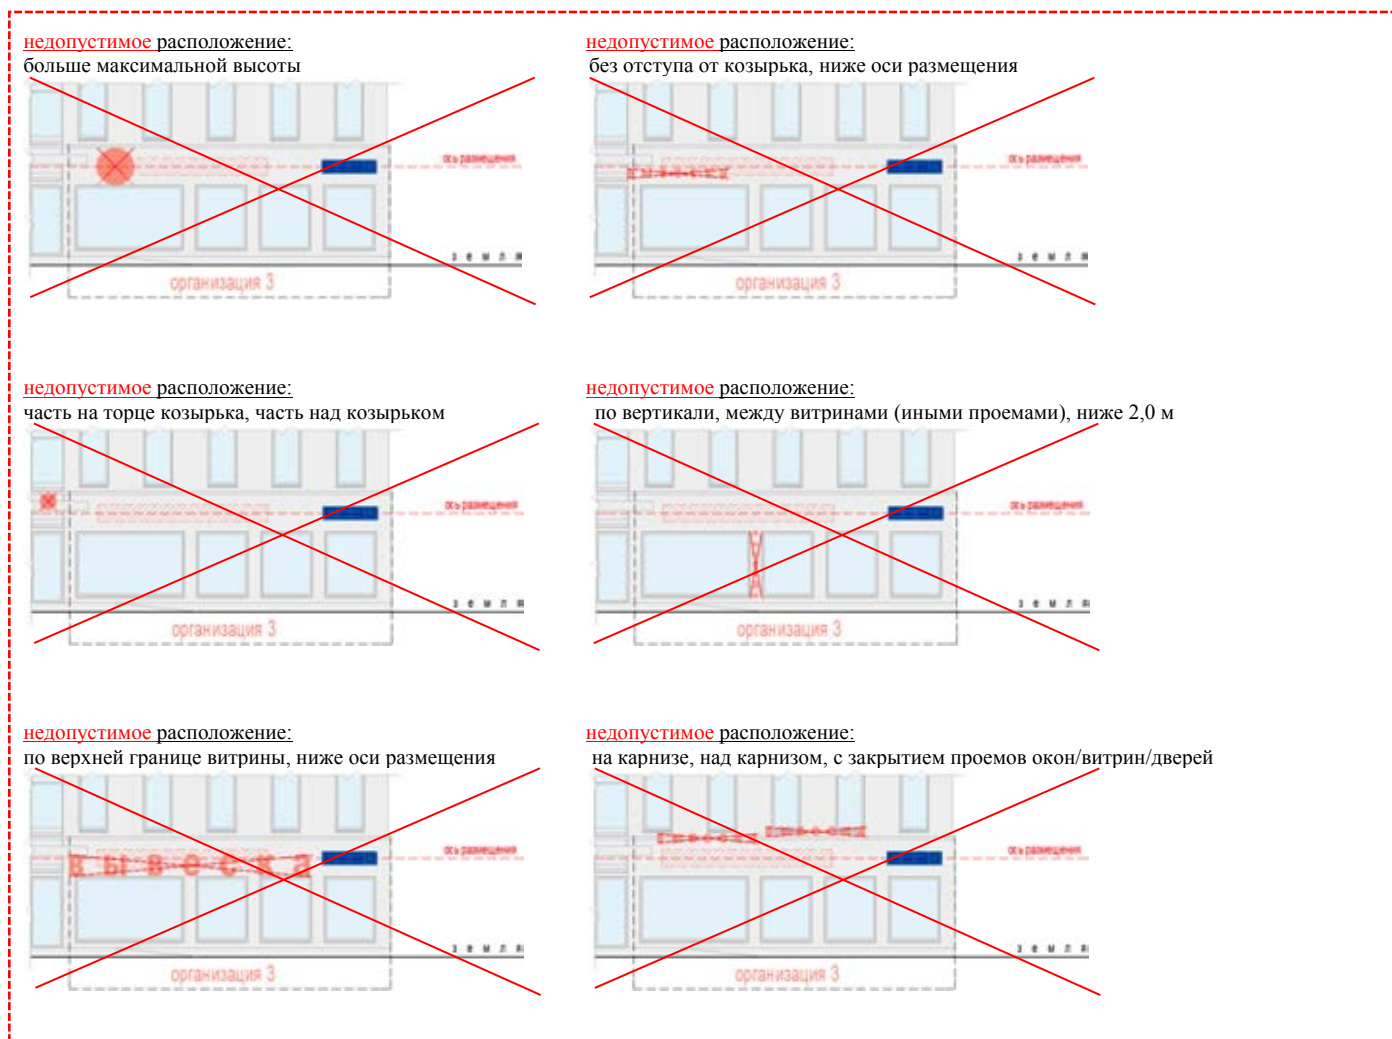 недопустимое расположение:
больше максимальной высоты
ось размещения
земля
организация 3
недопустимое расположение:
без отступа от козырька, ниже оси размещения
вывеска
ось размещения
земля
организация 3
недопустимое расположение:
часть на торце козырька, часть над козырьком
ось размещения
земля
организация 3
недопустимое расположение:
по вертикали, между витринами (иными проемами), ниже 2,0 м
ось размещения
земля
организация 3
недопустимое расположение:
по верхней границе витрины, ниже оси размещения
вывеска
ось размещения
земля
организация 3
недопустимое расположение:
на карнизе, над карнизом, с закрытием проемов окон/витрин/дверей
вывеска
вывеска
ось размещения
земля
организация 3